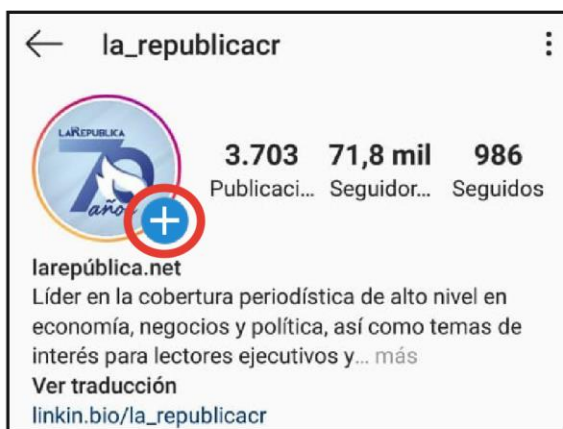 la_republicacr
LAREPUBLICA
70
años
3.703 71,8 mil 986
Publicaci... Seguidor... Seguidos
larepública.net
Líder en la cobertura periodística de alto nivel en
economía, negocios y política, así como temas de
interés para lectores ejecutivos y... más
Ver traducción
linkin.bio/la_republicacr